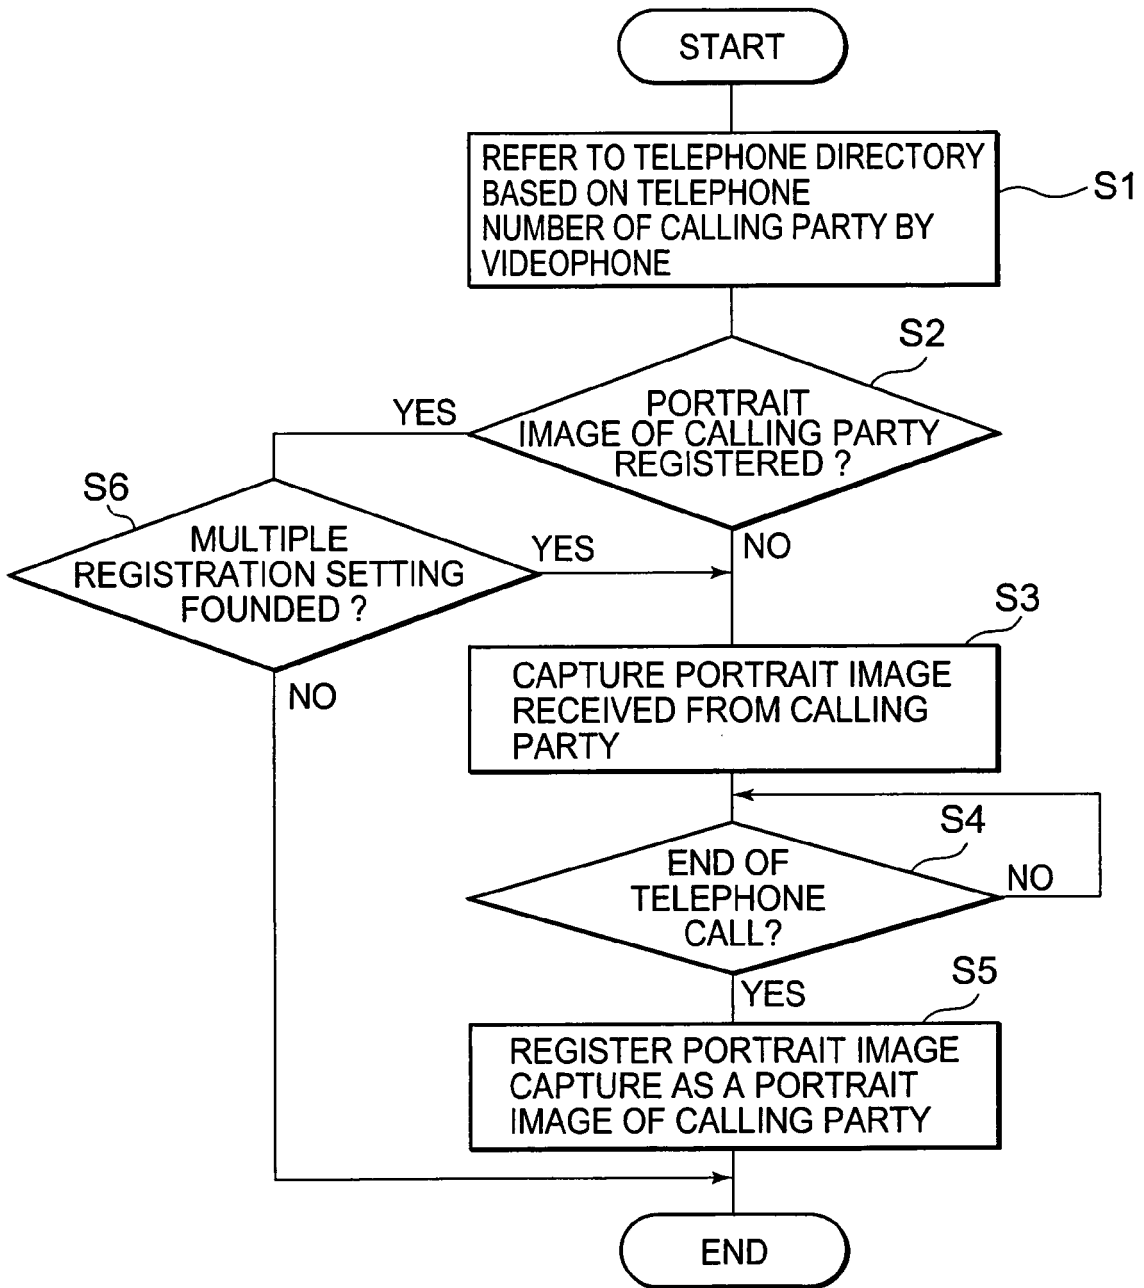 START
REFER TO TELEPHONE DIRECTORY
BASED ON TELEPHONE
NUMBER OF CALLING PARTY BY
VIDEOPHONE
S1
S2
PORTRAIT
IMAGE OF CALLING PARTY
REGISTERED ?
YES
NO
S6
MULTIPLE
REGISTRATION SETTING
FOUNDED ?
YES
NO
S3
CAPTURE PORTRAIT IMAGE
RECEIVED FROM CALLING
PARTY
S4
END OF
TELEPHONE
CALL?
NO
YES
S5
REGISTER PORTRAIT IMAGE
CAPTURE AS A PORTRAIT
IMAGE OF CALLING PARTY
END